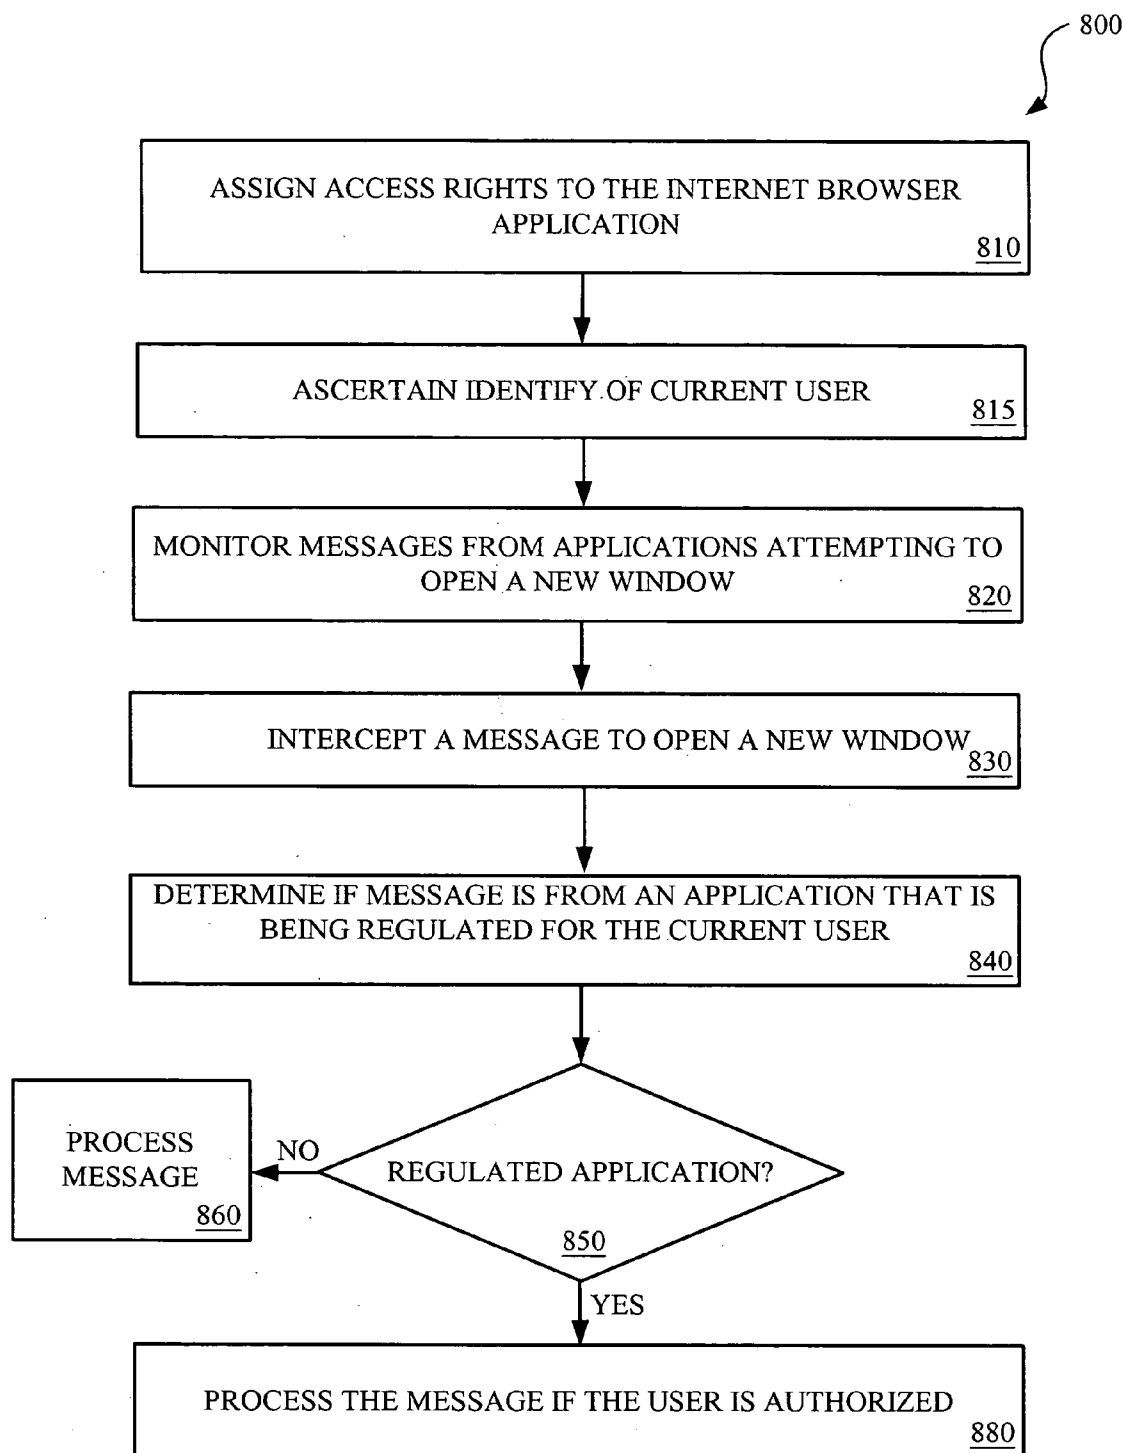 800
ASSIGN ACCESS RIGHTS TO THE INTERNET BROWSER
APPLICATION
810
ASCERTAIN IDENTIFY OF CURRENT USER
815
MONITOR MESSAGES FROM APPLICATIONS ATTEMPTING TO
OPEN A NEW WINDOW
820
INTERCEPT A MESSAGE TO OPEN A NEW WINDOW
830
DETERMINE IF MESSAGE IS FROM AN APPLICATION THAT IS
BEING REGULATED FOR THE CURRENT USER
840
PROCESS
MESSAGE
860
NO
REGULATED APPLICATION?
850
YES
PROCESS THE MESSAGE IF THE USER IS AUTHORIZED
880